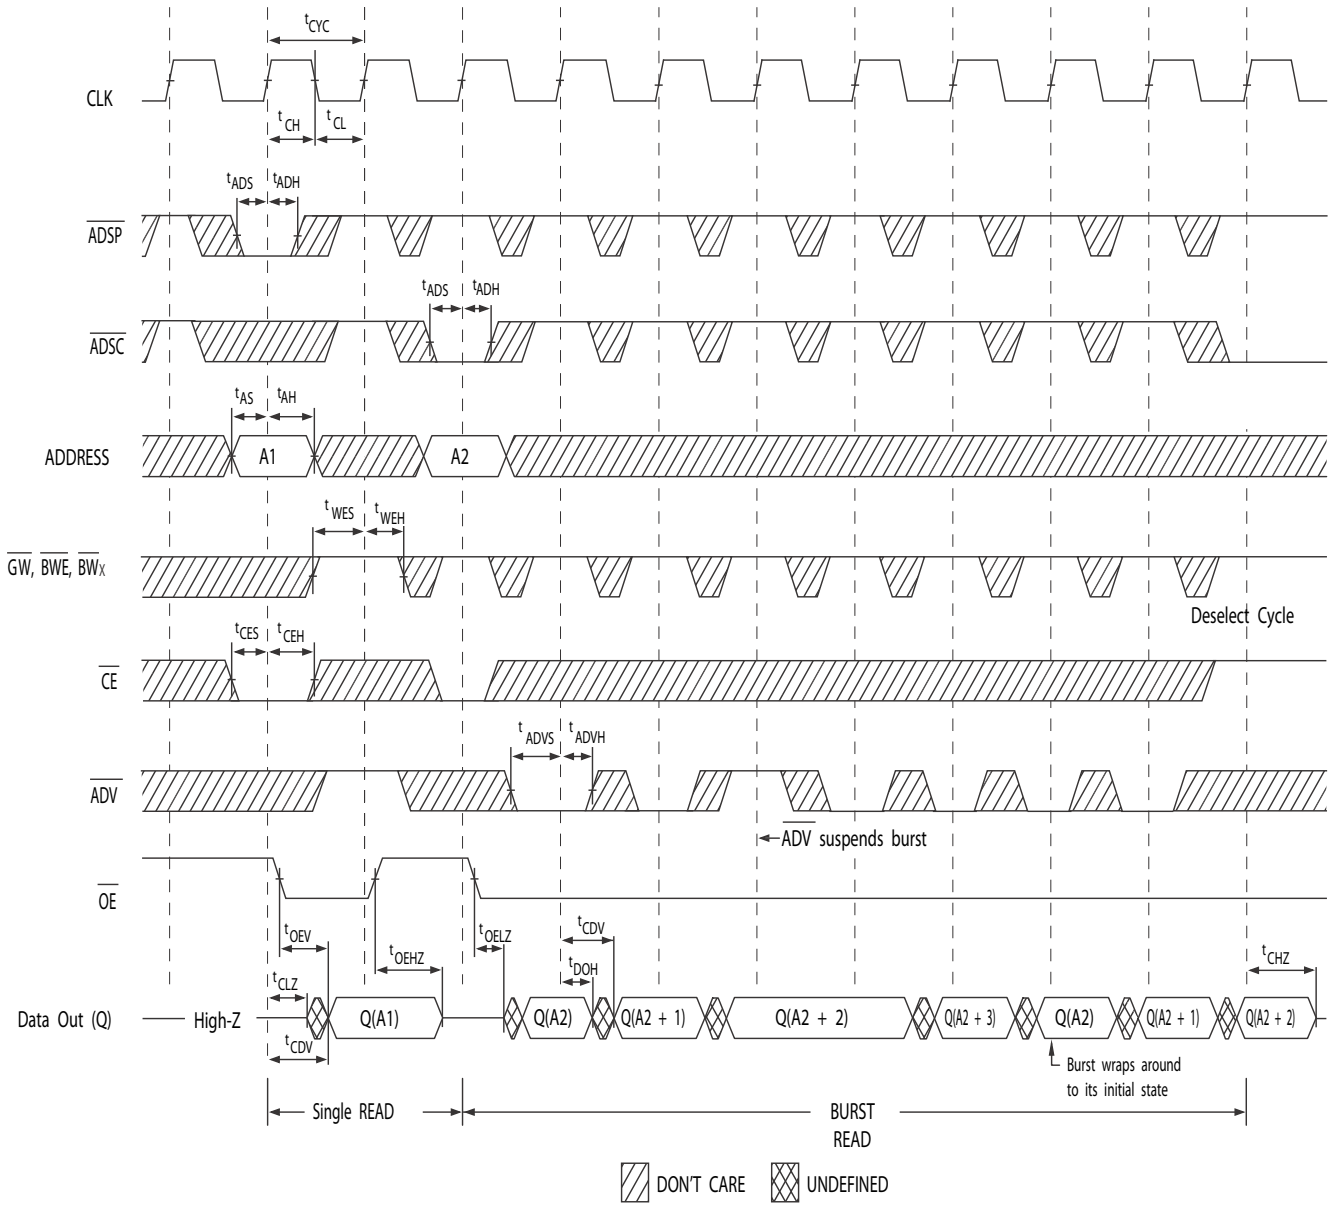 tCYC
CLK
tCH
tCL
tADS
tADH
ADSP
tADS
tADH
ADSC
tAS
tAH
ADDRESS
A1
A2
tWES
tWEH
GW, BWE, BWX
Deselect Cycle
tCES
tCEH
CE
tADVS
tADVH
ADV
ADV suspends burst
OE
tOEV
tOEHZ
tOELZ
tCDV
tDOH
tCHZ
tCLZ
Data Out (Q)
High-Z
Q(A1)
Q(A2)
Q(A2 + 1)
Q(A2 + 2)
Q(A2 + 3)
Q(A2)
Q(A2 + 1)
Q(A2 + 2)
tCDV
Burst wraps around
to its initial state
Single READ
BURST
READ
DON'T CARE
UNDEFINED